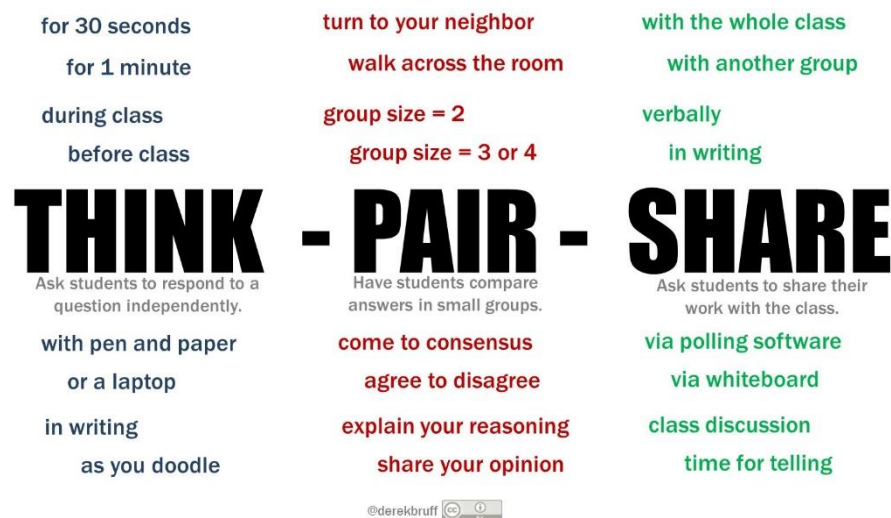 for 30 seconds
for 1 minute
during class
before class
turn to your neighbor
walk across the room
group size = 2
group size = 3 or 4
with the whole class
with another group
verbally
in writing
THINK - PAIR - SHARE
Ask students to respond to a
question independently.
Have students compare
answers in small groups.
Ask students to share their
work with the class.
with pen and paper
or a laptop
in writing
as you doodle
come to consensus
agree to disagree
explain your reasoning
share your opinion
via polling software
via whiteboard
class discussion
time for telling
@derekbruff
cc